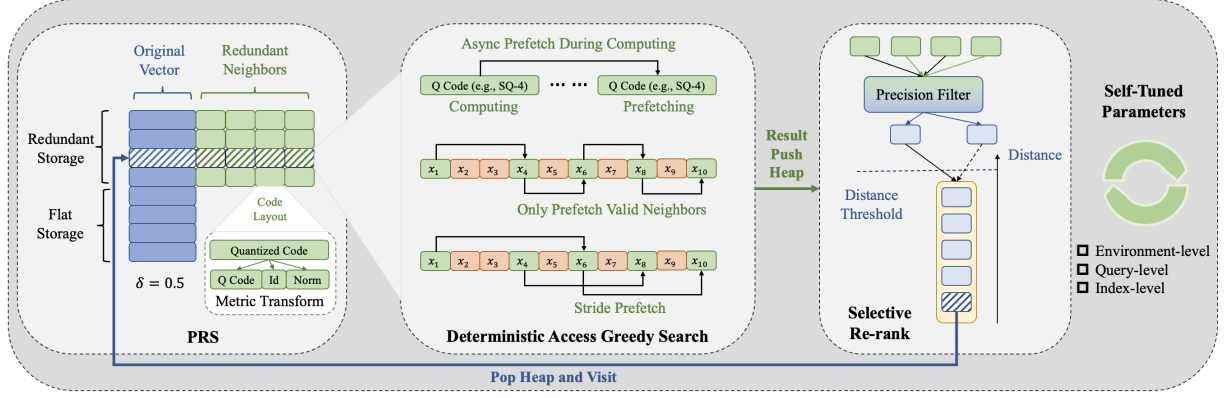 Original
Vector
Redundant
Neighbors
Redundant
Storage
Flat
Storage
δ = 0.5
Code
Layout
Quantized Code
Q Code
Id
Norm
Metric Transform
PRS
Async Prefetch During Computing
Q Code (e.g., SQ-4)
... ...
Q Code (e.g., SQ-4)
Computing
Prefetching
x1 x2 x3 x4 x5 x6 x7 x8 x9 x10
Only Prefetch Valid Neighbors
x1 x2 x3 x4 x5 x6 x7 x8 x9 x10
Stride Prefetch
Deterministic Access Greedy Search
Result
Push
Heap
Precision Filter
Distance
Distance
Threshold
Selective
Re-rank
Pop Heap and Visit
Self-Tuned
Parameters
Environment-level
Query-level
Index-level